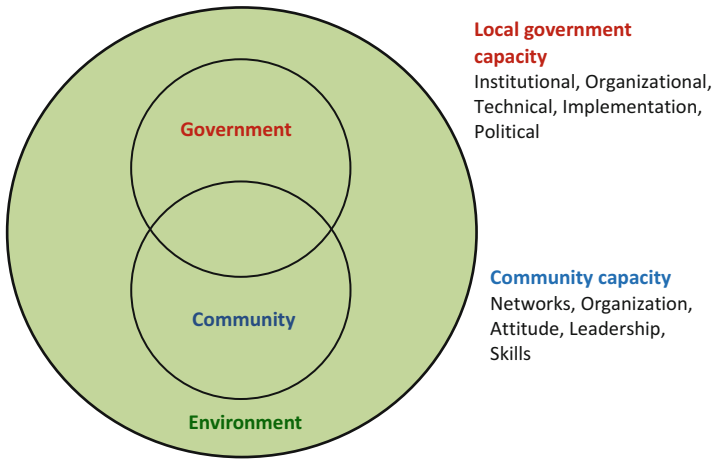 Local government
capacity
Institutional, Organizational,
Technical, Implementation,
Political
Government
Community capacity
Networks, Organization,
Attitude, Leadership,
Skills
Community
Environment